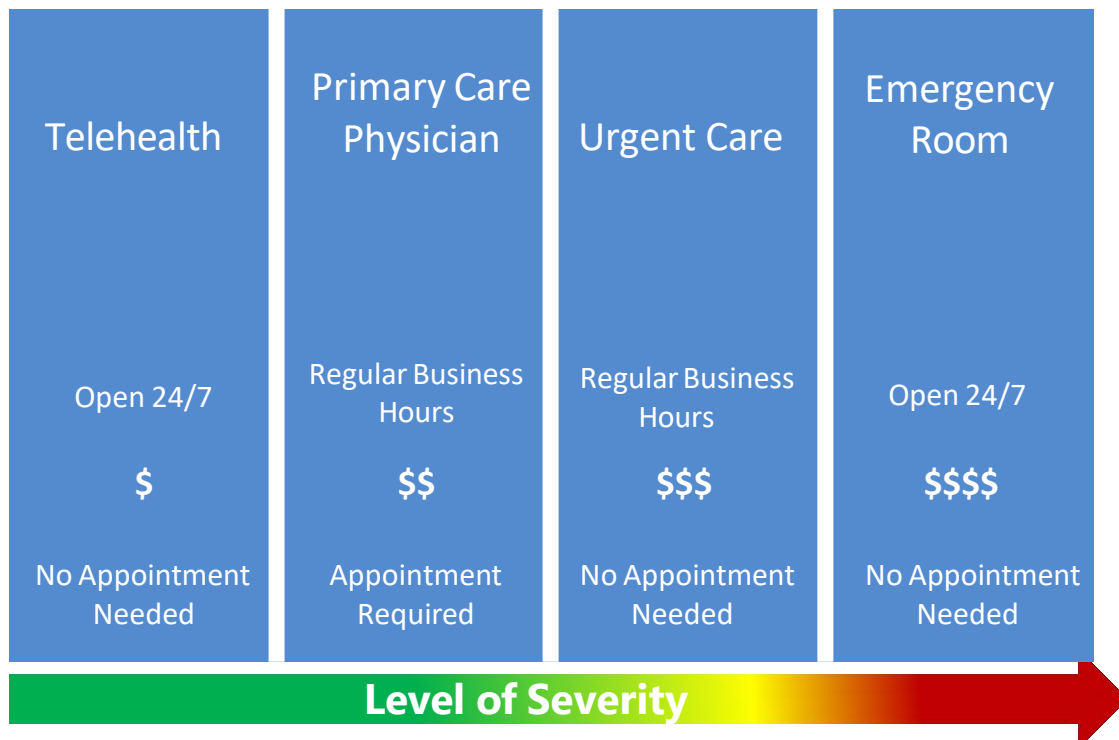 Telehealth
Open 24/7
$
No Appointment
Needed
Primary Care
Physician
Regular Business
Hours
$$
Appointment
Required
Urgent Care
Regular Business
Hours
$$$
No Appointment
Needed
Emergency
Room
Open 24/7
$$$$
No Appointment
Needed
Level of Severity